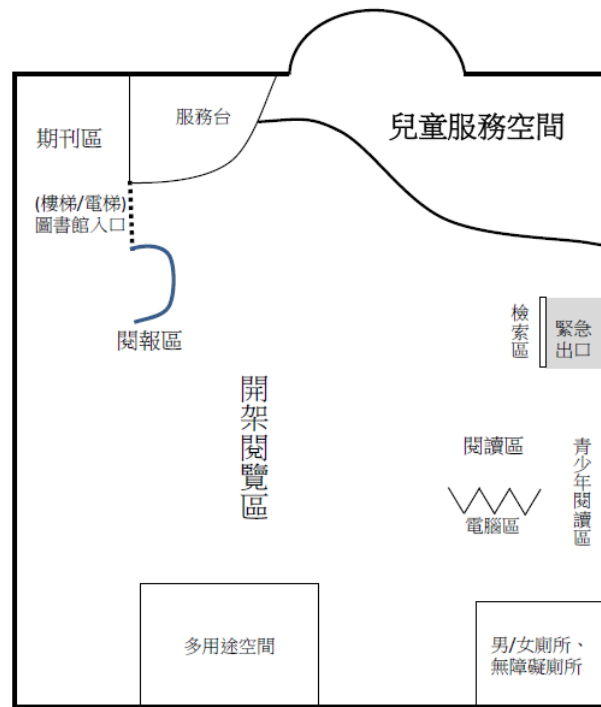 服務台
兒童服務空間
期刊區
(樓梯/電梯)
圖書館入口
閱報區
檢索區
緊急
出口
開架閱覽區
閱讀區
青少年閱讀區
電腦區
多用途空間
男/女廁所、
無障礙廁所